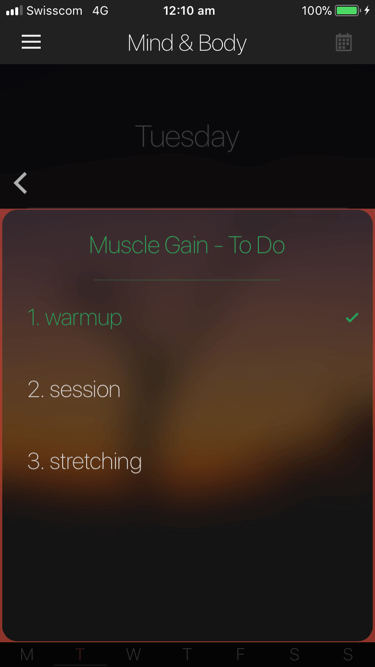 Swisscom 4G 12:10 am 100%
Mind & Body
Tuesday
Muscle Gain - To Do
1. warmup
2. session
3. stretching
M T W T F S S